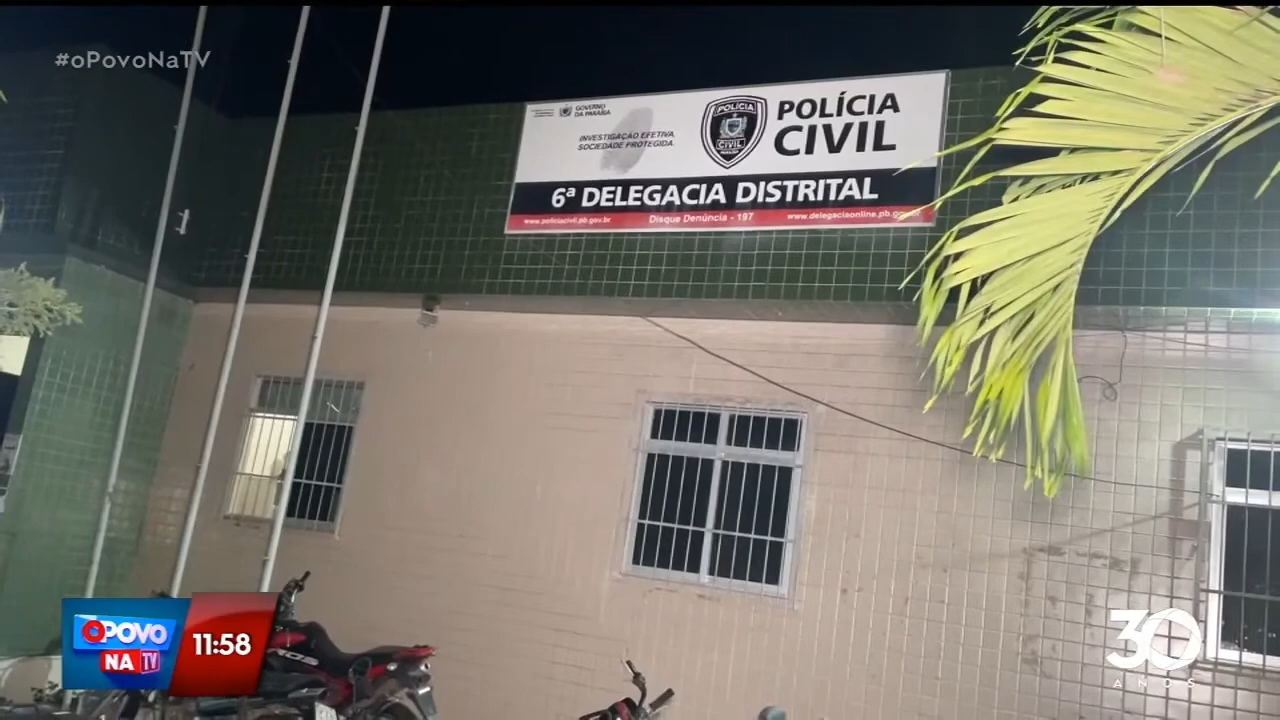 #oPovoNaTV
GOVERNO
DA PARAÍBA
INVESTIGAÇÃO EFETIVA
SOCIEDADE PROTEGIDA
POLÍCIA
CIVIL
POLÍCIA
CIVIL
6ª DELEGACIA DISTRITAL
www.policiacivil.pb.gov.br
Disque Denúncia - 197
www.delegaciaonline.pb.gov.br
OPOVO
NA TV
11:58
30
ANOS